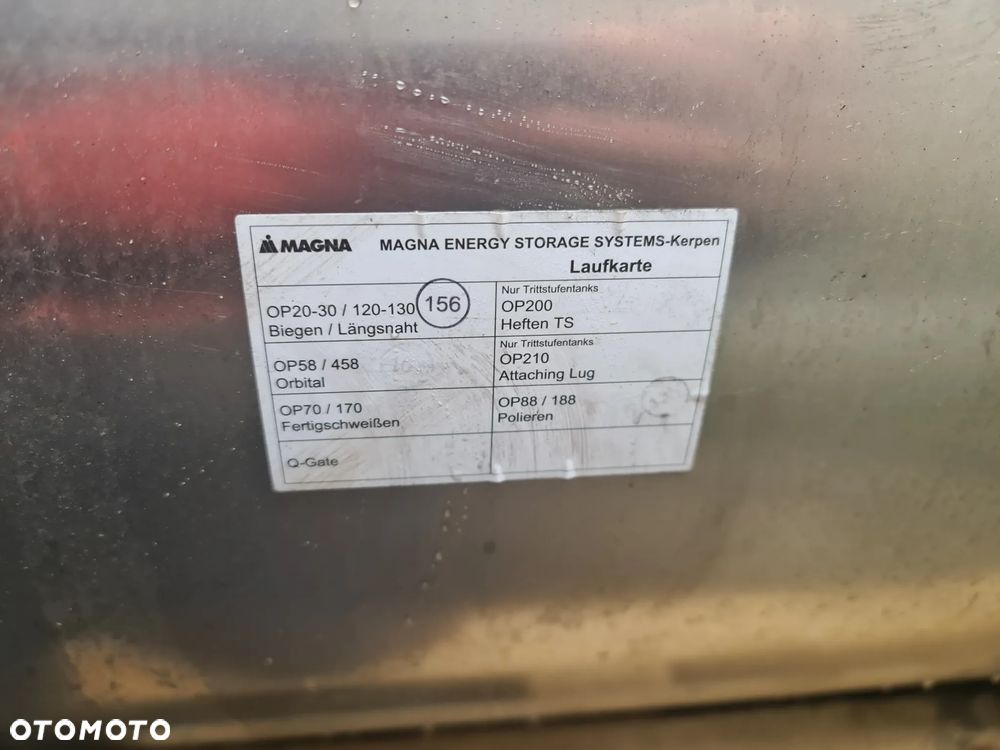 MAGNA
MAGNA ENERGY STORAGE SYSTEMS-Kerpen
Laufkarte
OP20-30 / 120-130
Biegen / Längsnaht
156
Nur Trittstufentanks
OP200
Heften TS
OP58 / 458
Orbital
Nur Trittstufentanks
OP210
Attaching Lug
OP70 / 170
Fertigschweißen
OP88 / 188
Polieren
Q-Gate
OTOMOTO